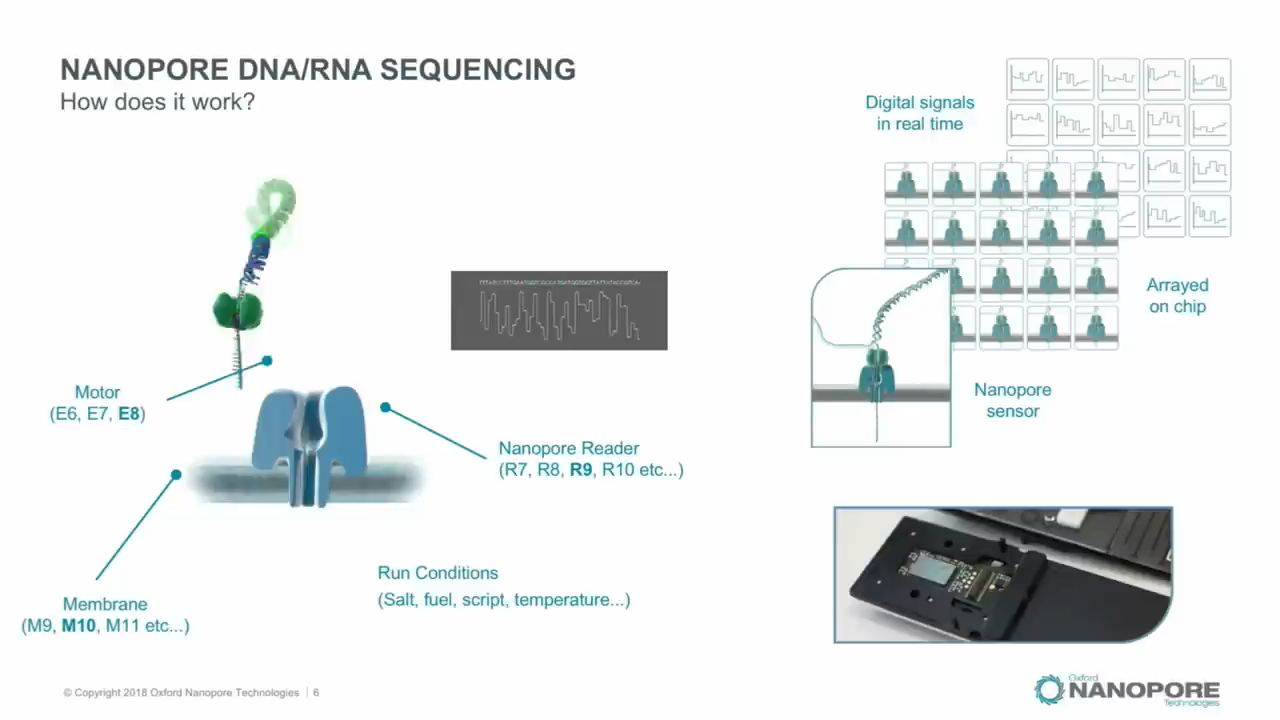 NANOPORE DNA/RNA SEQUENCING
How does it work?
Digital signals
in real time
Arrayed
on chip
Nanopore
sensor
Motor
(E6, E7, E8)
Nanopore Reader
(R7, R8, R9, R10 etc...)
Run Conditions
(Salt, fuel, script, temperature...)
Membrane
(M9, M10, M11 etc...)
© Copyright 2018 Oxford Nanopore Technologies | 6
Oxford
NANOPORE
Technologies